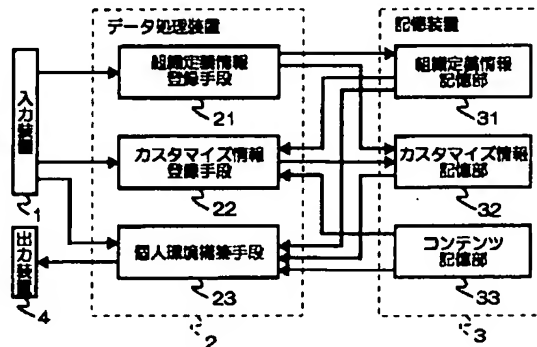 データ処理装置
記憶装置
入力装置
1
出力装置
4
組織定義情報
登録手段
21
カスタマイズ情報
登録手段
22
個人環境構築手段
23
2
組織定義情報
記憶部
31
カスタマイズ情報
記憶部
32
コンテンツ
記憶部
33
3